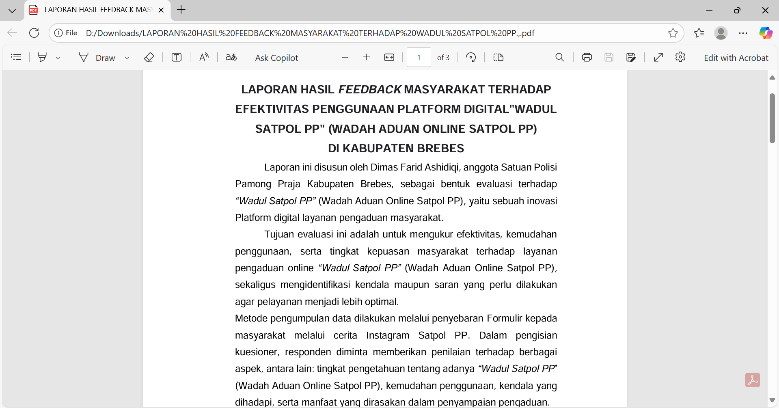 LAPORAN HASIL FEEDBACK MAS
File
D:/Downloads/LAPORAN%20HASIL%20FEEDBACK%20MASYARAKAT%20TERHADAP%20WADUL%20SATPOL%20PP_.pdf
Draw
Ask Copilot
1
of 3
Edit with Acrobat
LAPORAN HASIL FEEDBACK MASYARAKAT TERHADAP
EFEKTIVITAS PENGGUNAAN PLATFORM DIGITAL"WADUL
SATPOL PP" (WADAH ADUAN ONLINE SATPOL PP)
DI KABUPATEN BREBES
Laporan ini disusun oleh Dimas Farid Ashidiqi, anggota Satuan Polisi
Pamong Praja Kabupaten Brebes, sebagai bentuk evaluasi terhadap
“Wadul Satpol PP” (Wadah Aduan Online Satpol PP), yaitu sebuah inovasi
Platform digital layanan pengaduan masyarakat.
Tujuan evaluasi ini adalah untuk mengukur efektivitas, kemudahan
penggunaan, serta tingkat kepuasan masyarakat terhadap layanan
pengaduan online “Wadul Satpol PP” (Wadah Aduan Online Satpol PP),
sekaligus mengidentifikasi kendala maupun saran yang perlu dilakukan
agar pelayanan menjadi lebih optimal.
Metode pengumpulan data dilakukan melalui penyebaran Formulir kepada
masyarakat melalui cerita Instagram Satpol PP. Dalam pengisian
kuesioner, responden diminta memberikan penilaian terhadap berbagai
aspek, antara lain: tingkat pengetahuan tentang adanya “Wadul Satpol PP”
(Wadah Aduan Online Satpol PP), kemudahan penggunaan, kendala yang
dihadapi, serta manfaat yang dirasakan dalam penyampaian pengaduan.